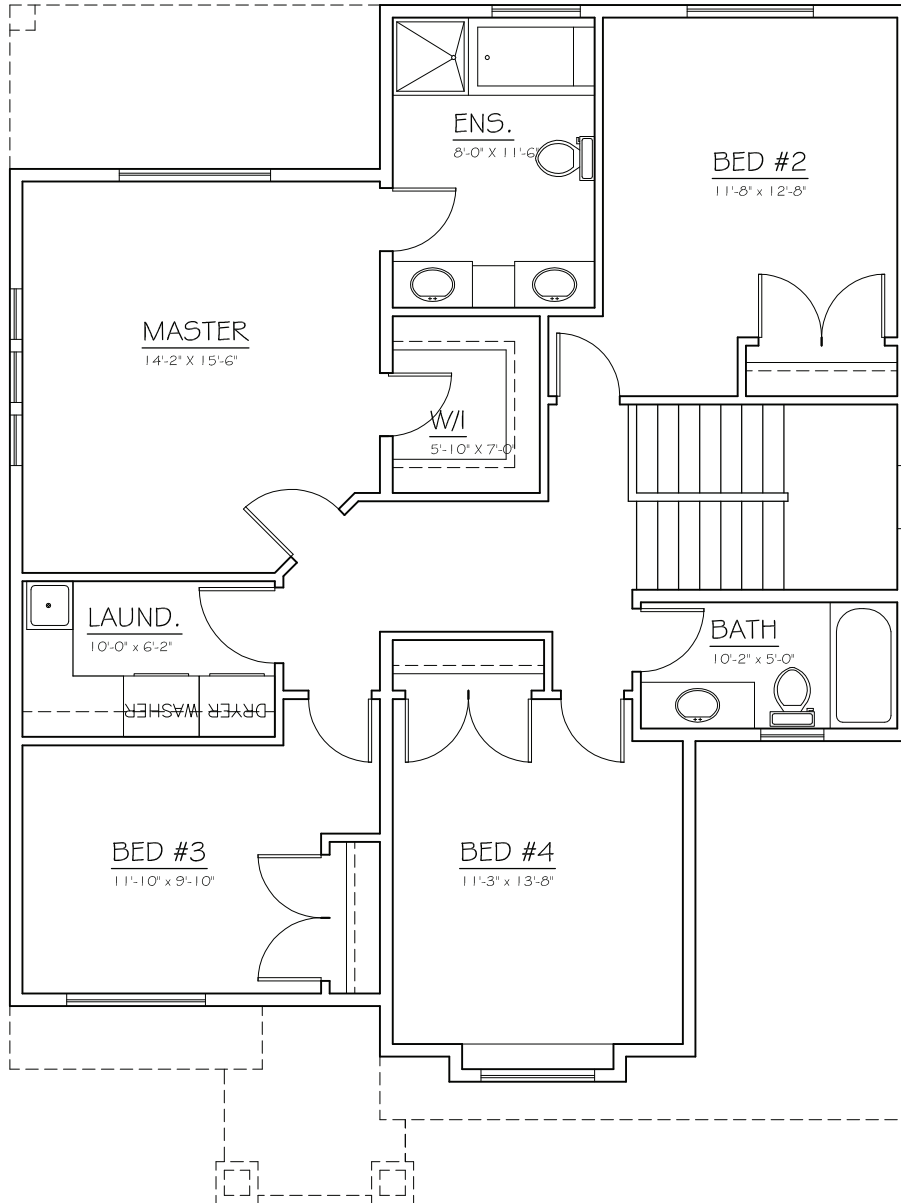 ENS.
8'-0" X 11'-6"
BED #2
11'-8" x 12'-8"
MASTER
14'-2" X 15'-6"
W/I
5'-10" X 7'-0"
LAUND.
10'-0" x 6'-2"
BATH
10'-2" x 5'-0"
DRYER
WASHER
BED #3
11'-10" x 9'-10"
BED #4
11'-3" x 13'-8"